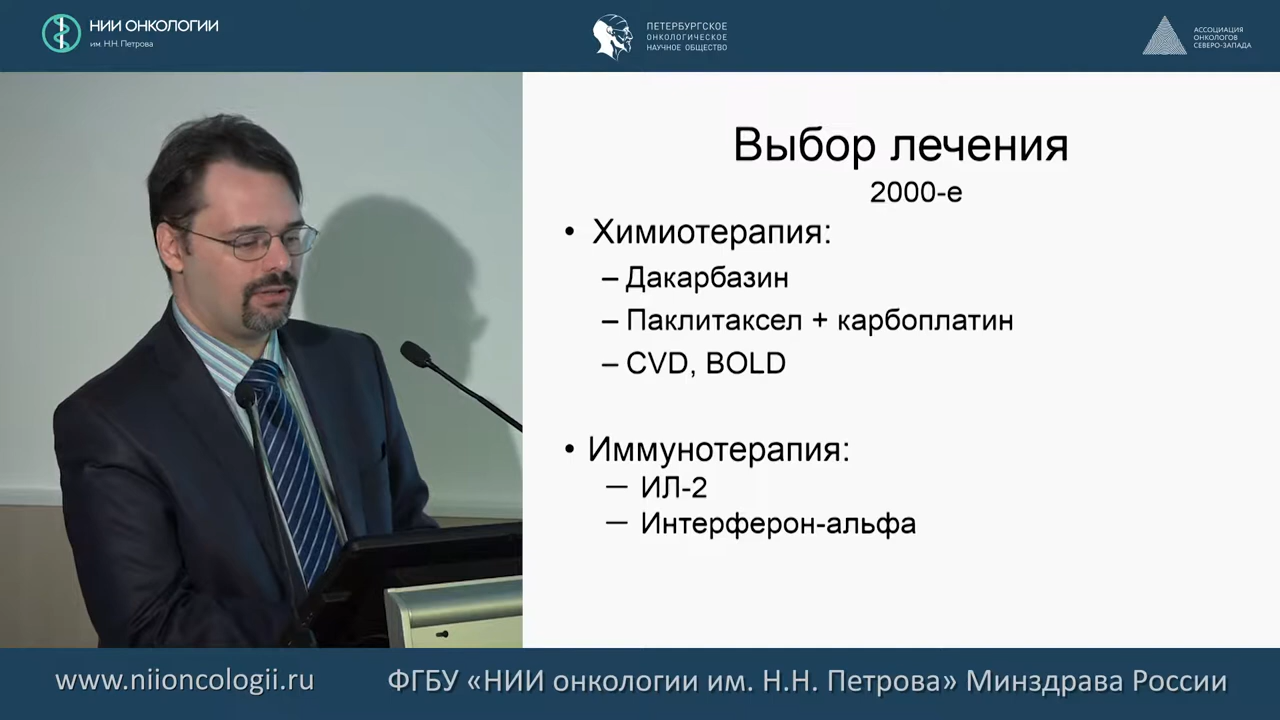 НИИ ОНКОЛОГИИ
им. Н.Н. Петрова
ПЕТЕРБУРГСКОЕ
ОНКОЛОГИЧЕСКОЕ
НАУЧНОЕ ОБЩЕСТВО
АССОЦИАЦИЯ
ОНКОЛОГОВ
СЕВЕРО-ЗАПАДА
Выбор лечения
2000-е
• Химиотерапия:
– Дакарбазин
– Паклитаксел + карбоплатин
– CVD, BOLD
• Иммунотерапия:
– ИЛ-2
– Интерферон-альфа
www.niioncologii.ru
ФГБУ «НИИ онкологии им. Н.Н. Петрова» Минздрава России